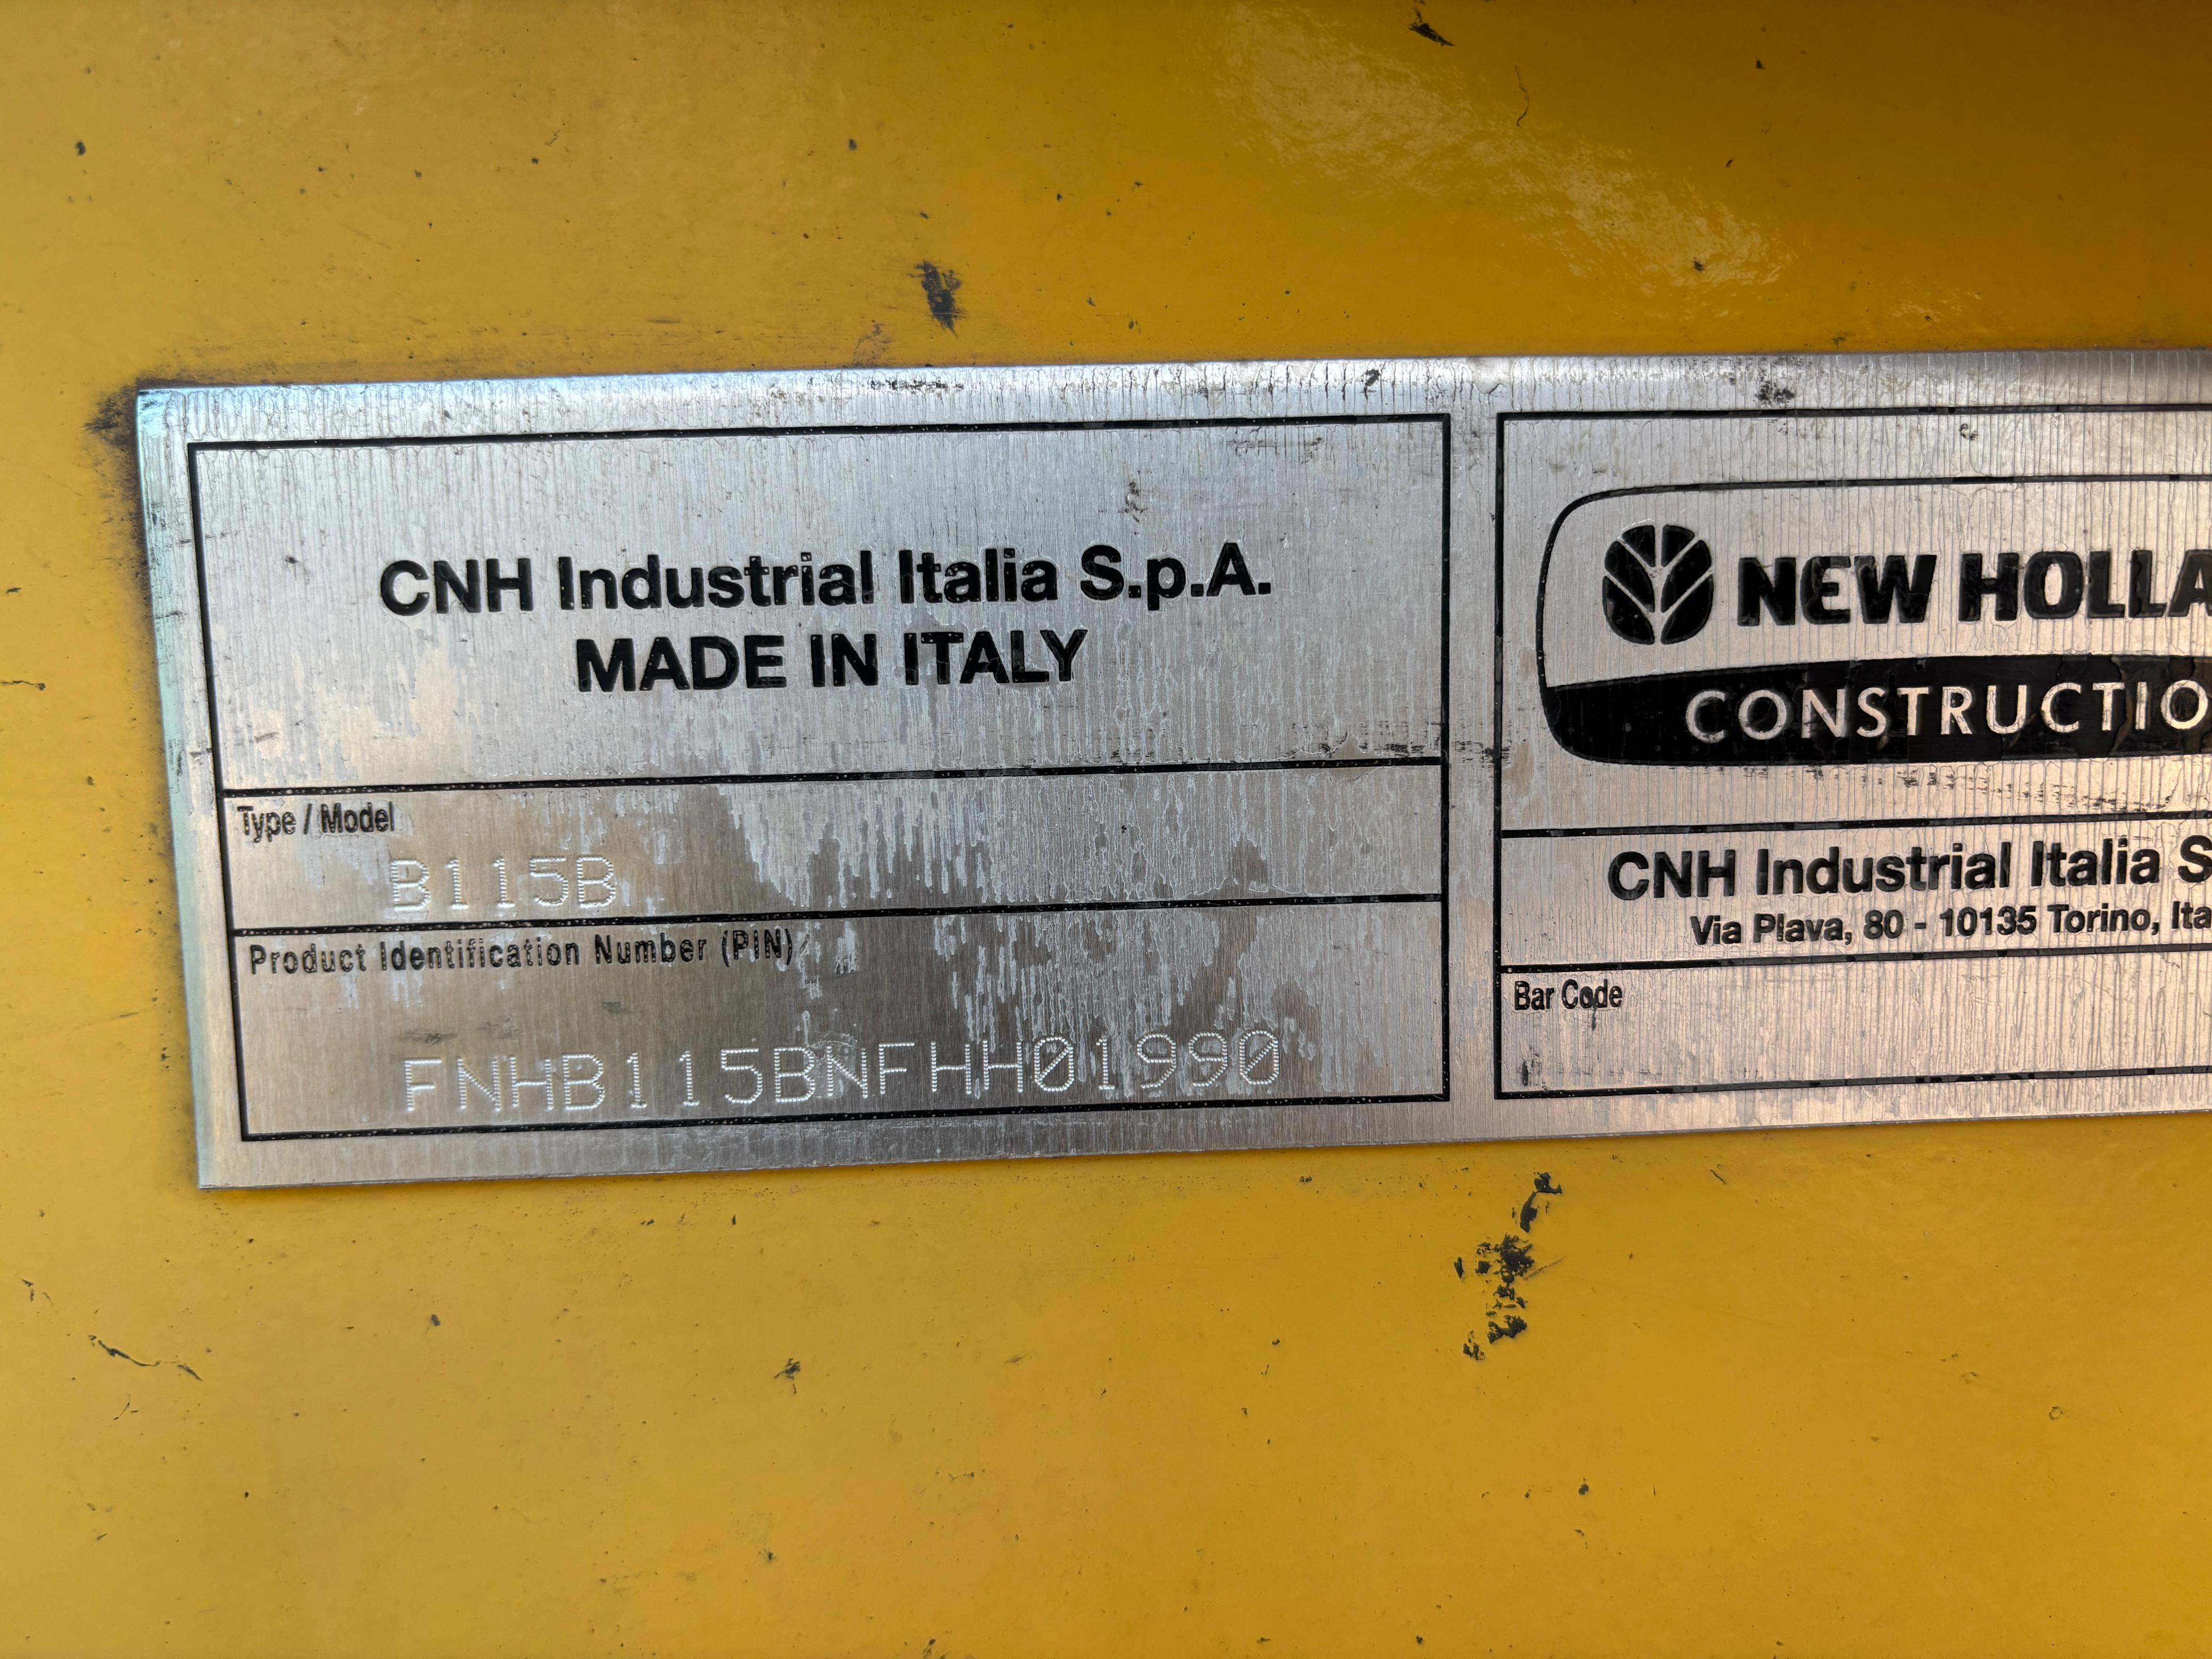 CNH Industrial Italia S.p.A.
MADE IN ITALY
Type / Model
B115B
Product Identification Number (PIN)
FNHB115BNFHH01990
NEW HOLLA
CONSTRUCTIO
CNH Industrial Italia S
Via Plava, 80 - 10135 Torino, Ita
Bar Code